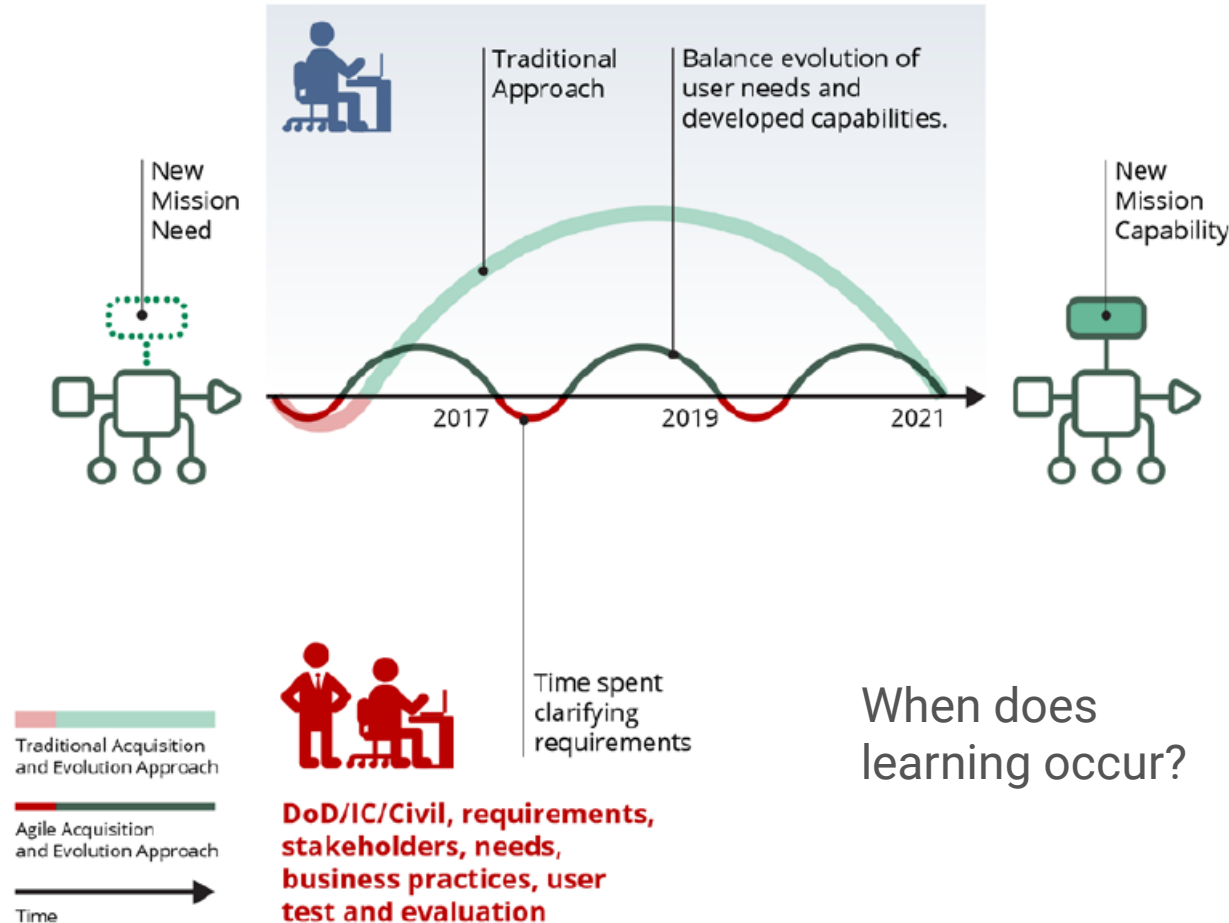 Traditional
Approach
Balance evolution of
user needs and
developed capabilities.
New
Mission
Need
New
Mission
Capability
2017
2019
2021
Time spent
clarifying
requirements
When does
learning occur?
Traditional Acquisition
and Evolution Approach
Agile Acquisition
and Evolution Approach
Time
DoD/IC/Civil, requirements,
stakeholders, needs,
business practices, user
test and evaluation